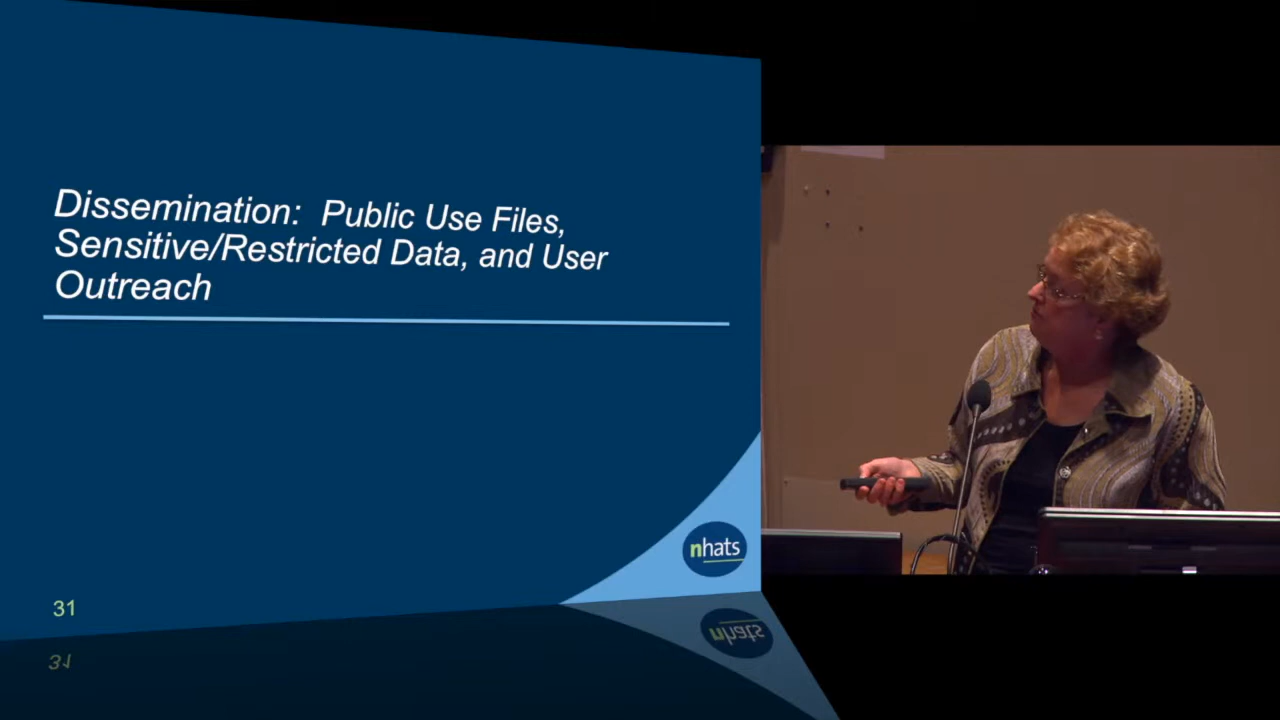 Dissemination:  Public Use Files,
Sensitive/Restricted Data, and User
Outreach
nhats
31